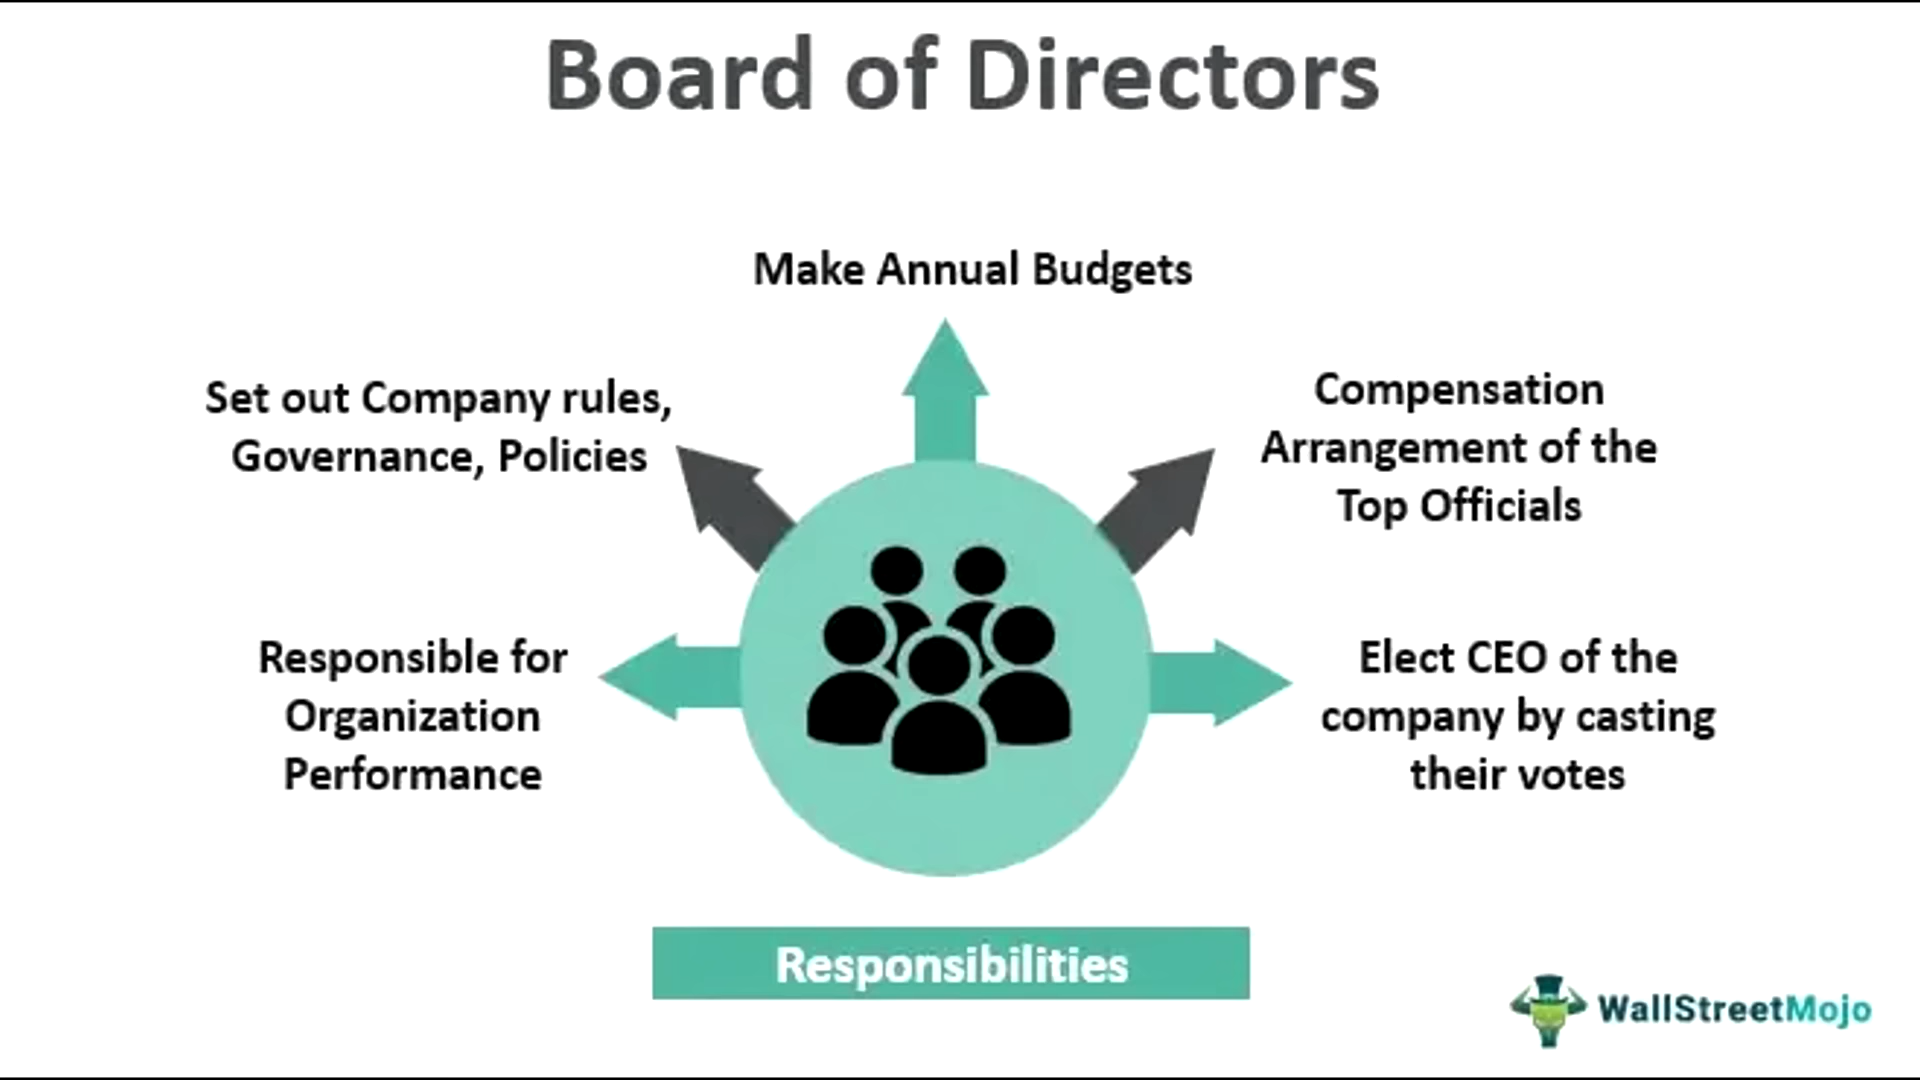 Board of Directors
Make Annual Budgets
Set out Company rules,
Governance, Policies
Compensation
Arrangement of the
Top Officials
Responsible for
Organization
Performance
Elect CEO of the
company by casting
their votes
Responsibilities
WallStreetMojo